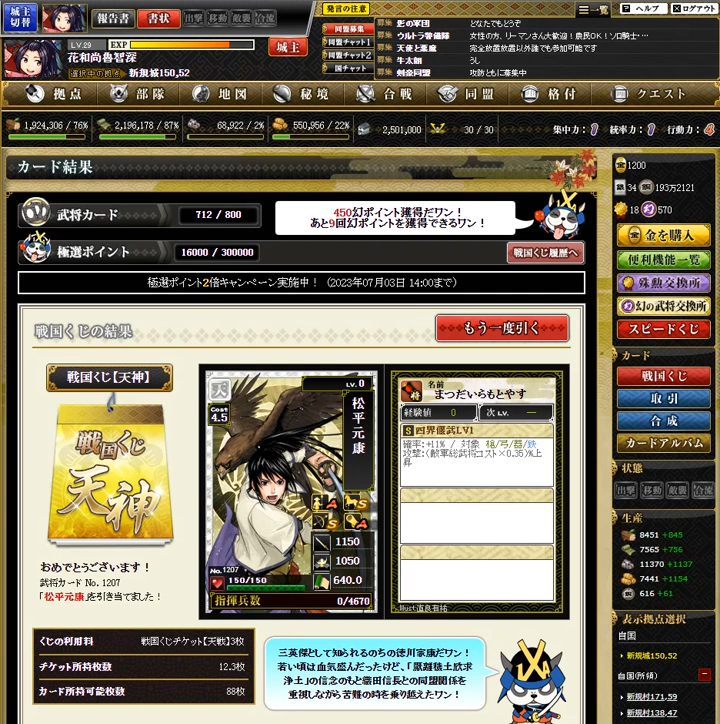 城主
切替
報告書
書状
出撃 移動 敵襲 合流
LV.29
EXP
花和尚魯智深
城主
選択中の拠点 新規城150,52
発言の注意
一覧
ヘルプ
ログアウト
同盟募集
同盟チャット1
同盟チャット2
国チャット
募集 影の軍団 どなたでもどぞ
募集 ウルトラ警備隊 女性の方、リーマンさん大歓迎!農民OK!ソロ騎士…
募集 天使と悪魔 完全放置放以外誰でも参加可能です
募集 牛太郎 うし
募集 剣金同盟 攻防ともに募集中
拠点
部隊
地図
秘境
合戦
同盟
格付
クエスト
1,924,306 / 76%
2,196,178 / 87%
68,922 / 2%
550,956 / 22%
2,501,000
30 / 30
集中力: 1
統率力: 1
行動力: 4
カード結果
武将カード
712 / 800
450幻ポイント獲得だワン!
あと9回幻ポイントを獲得できるワン!
極選ポイント
16000 / 300000
戦国くじ履歴へ
極選ポイント2倍キャンペーン実施中! (2023年07月03日 14:00まで)
戦国くじの結果
もう一度引く
戦国くじ【天神】
戦国くじ
天神
おめでとうございます!
武将カード No.1207
「松平元康」を引き当てました!
天
LV. 0
Cost
4.5
松平元康
A
S
S
A
1150
1050
640.0
No.1207
150/150
指揮兵数
0/4670
将
名前
まつだいらもとやす
経験値 0
次LV. ―
S 四界偃武LV1
確率:+11% / 対象 槍/弓/器/鉄
攻撃:(敵軍総武将コスト×0.35)%上
昇
Illust:直良有祐
くじの利用料 戦国くじチケット【天戦】3枚
チケット所持枚数 12.3枚
カード所持可能枚数 88枚
三英傑として知られるのちの徳川家康だワン!
若い頃は血気盛んだったけど、「厭離穢土欣求
浄土」の信念のもと織田信長との同盟関係を
重視しながら苦難の時を乗り越えたワン!
1200
34
193万2121
18
幻
570
金を購入
便利機能一覧
殊勲交換所
幻の武将交換所
スピードくじ
カード
戦国くじ
取引
合成
カードアルバム
状態
出撃 移動 敵襲 合流
生産
8451 +845
7565 +756
11370 +1137
7441 +1154
616 +61
表示拠点選択
自国
新規城150,52
自国(所領)
新規村171,59
新規村138,47